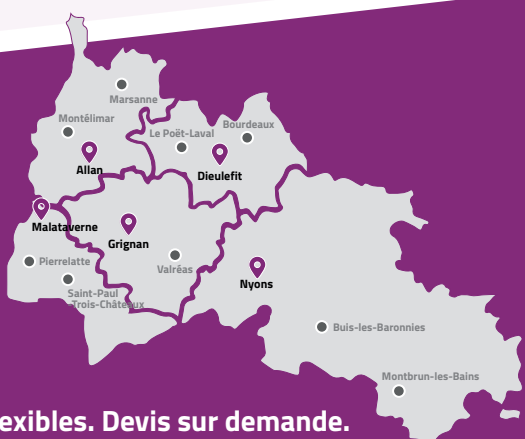 Marsanne
Montélimar
Le Poët-Laval
Bourdeaux
Allan
Dieulefit
Malataverne
Grignan
Pierrelatte
Valréas
Saint-Paul
Trois-Châteaux
Nyons
Buis-les-Baronnies
Montbrun-les-Bains
exibles. Devis sur demande.